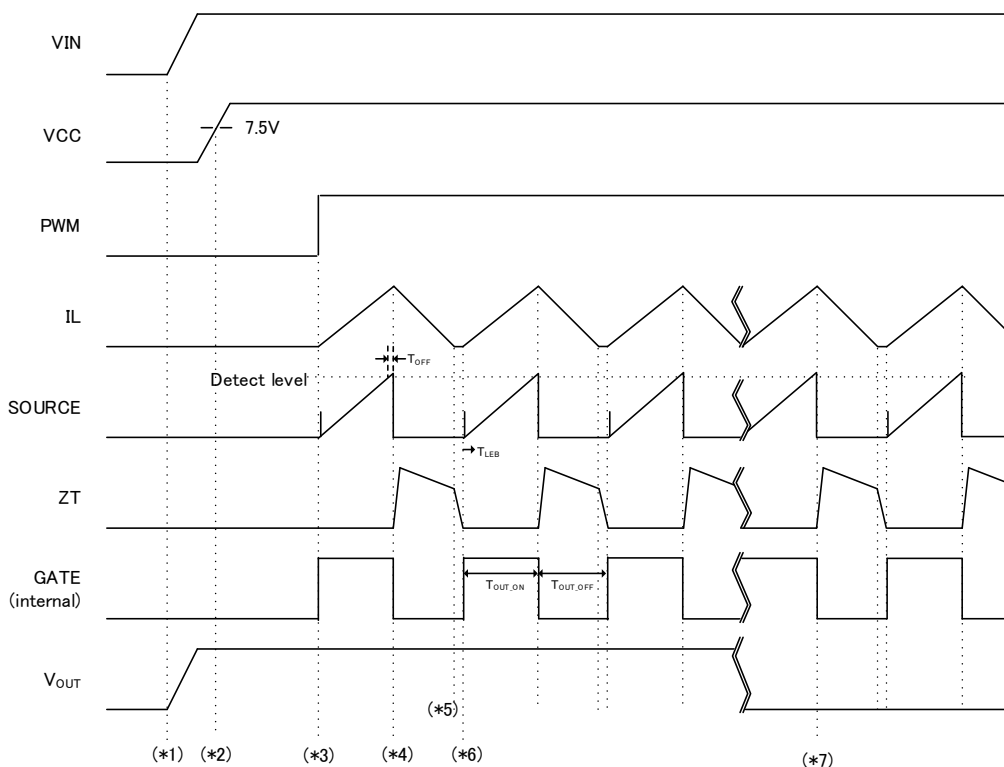 VIN
VCC
7.5V
PWM
IL
TOFF
Detect level
SOURCE
TLEB
ZT
GATE
(internal)
TOUT_ON TOUT_OFF
VOUT
(*5)
(*1) (*2) (*3) (*4) (*6) (*7)